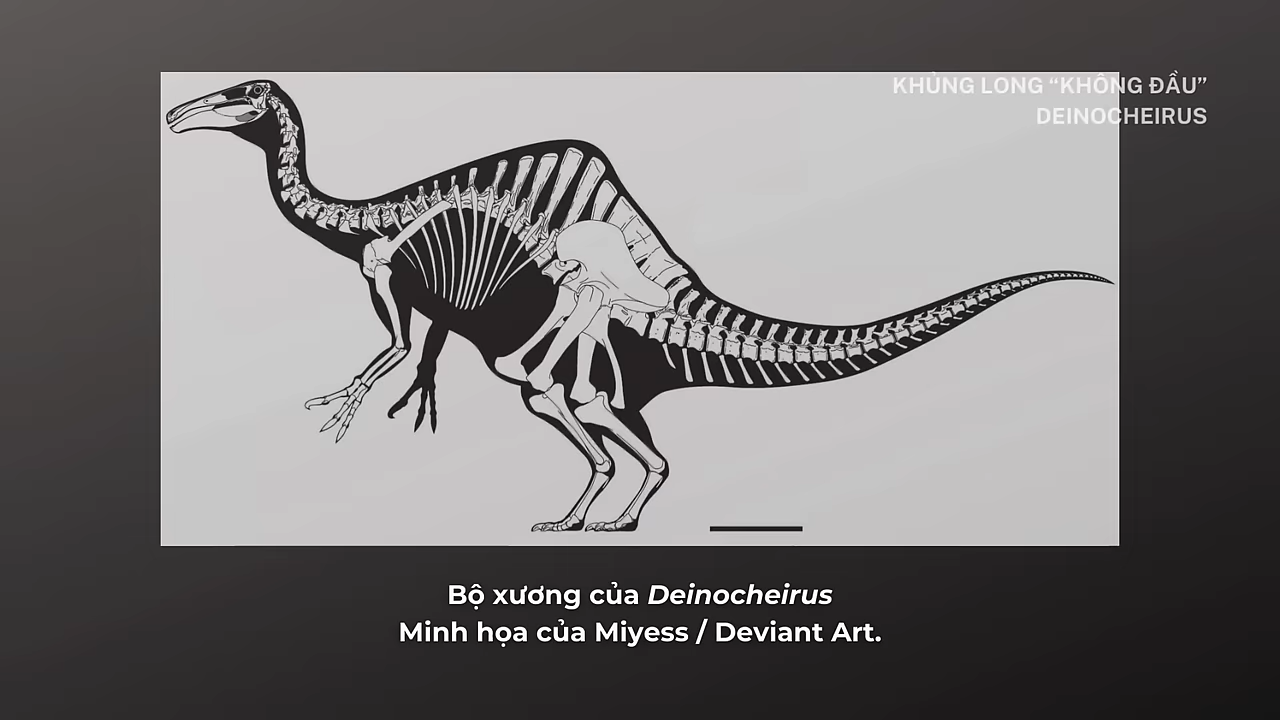 KHỦNG LONG “KHÔNG ĐẦU”
DEINOCHEIRUS
Bộ xương của Deinocheirus
Minh họa của Miyess / Deviant Art.